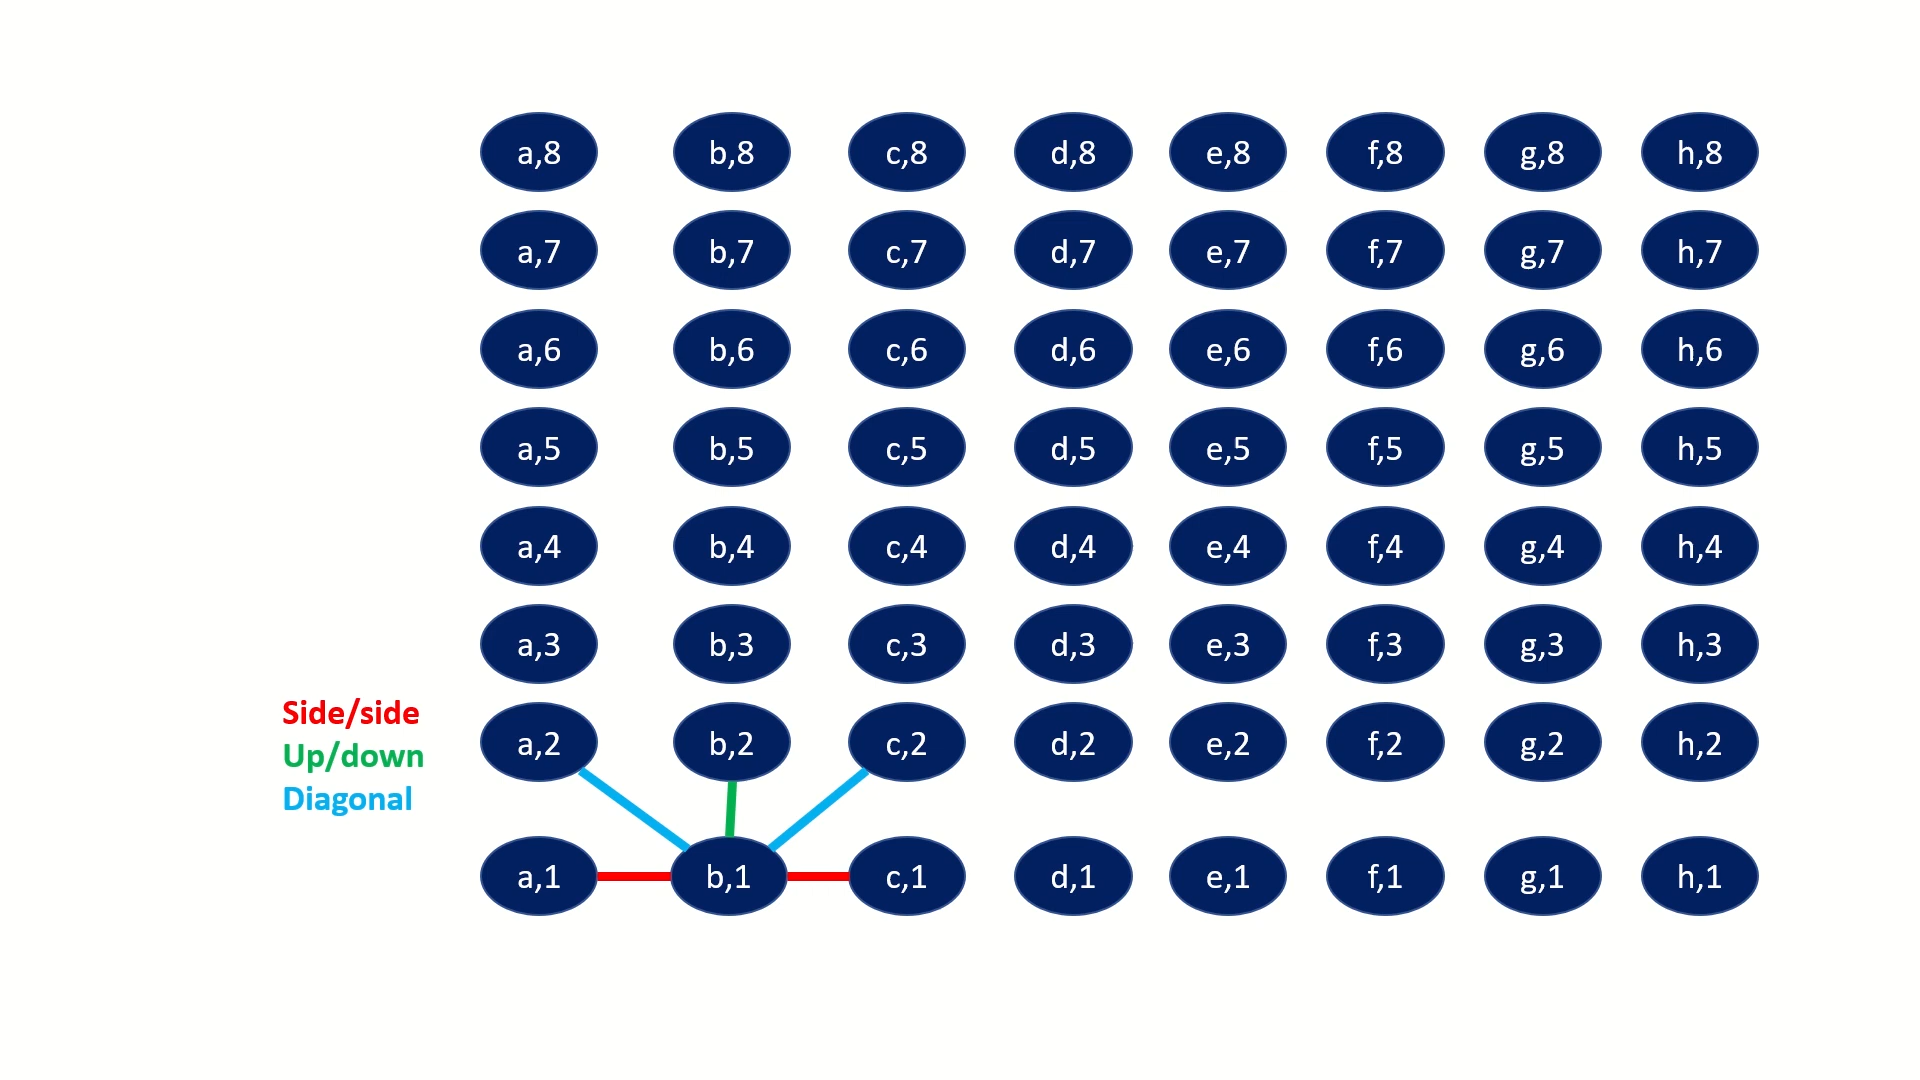 a,8 b,8 c,8 d,8 e,8 f,8 g,8 h,8
a,7 b,7 c,7 d,7 e,7 f,7 g,7 h,7
a,6 b,6 c,6 d,6 e,6 f,6 g,6 h,6
a,5 b,5 c,5 d,5 e,5 f,5 g,5 h,5
a,4 b,4 c,4 d,4 e,4 f,4 g,4 h,4
a,3 b,3 c,3 d,3 e,3 f,3 g,3 h,3
Side/side
a,2 b,2 c,2 d,2 e,2 f,2 g,2 h,2
Up/down
Diagonal
a,1 b,1 c,1 d,1 e,1 f,1 g,1 h,1